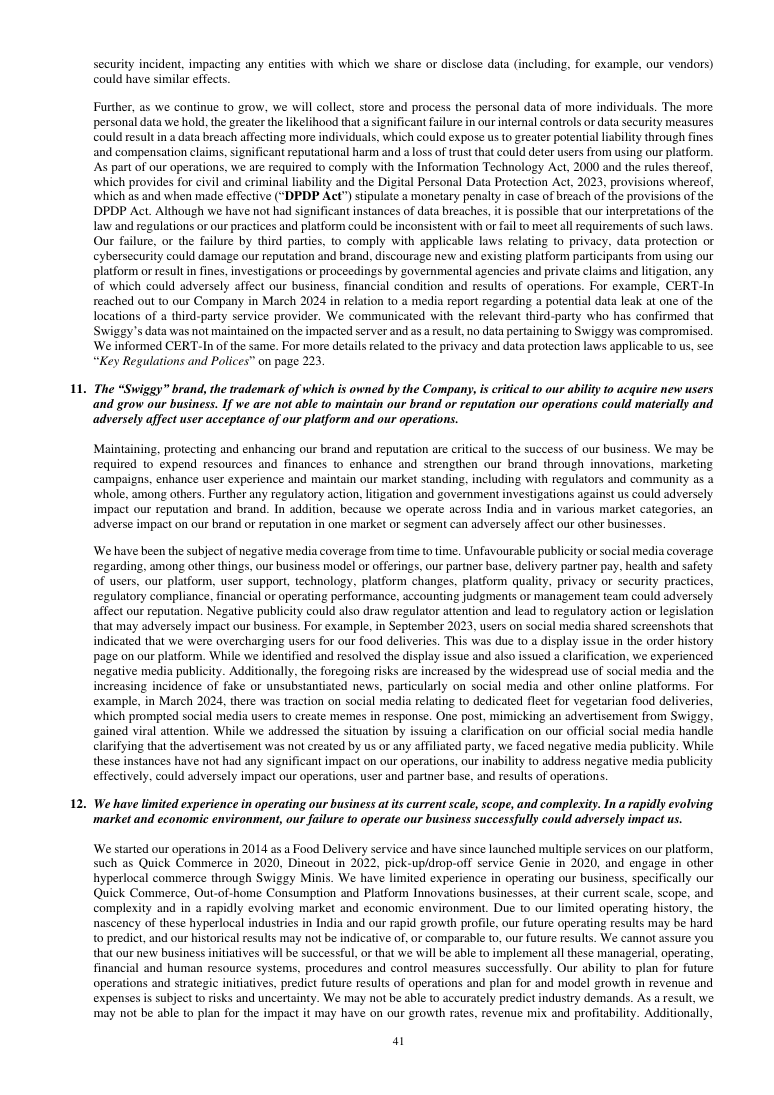 security incident, impacting any entities with which we share or disclose data (including, for example, our vendors)
could have similar effects.
Further, as we continue to grow, we will collect, store and process the personal data of more individuals. The more
personal data we hold, the greater the likelihood that a significant failure in our internal controls or data security measures
could result in a data breach affecting more individuals, which could expose us to greater potential liability through fines
and compensation claims, significant reputational harm and a loss of trust that could deter users from using our platform.
As part of our operations, we are required to comply with the Information Technology Act, 2000 and the rules thereof,
which provides for civil and criminal liability and the Digital Personal Data Protection Act, 2023, provisions whereof,
which as and when made effective (“DPDP Act”) stipulate a monetary penalty in case of breach of the provisions of the
DPDP Act. Although we have not had significant instances of data breaches, it is possible that our interpretations of the
law and regulations or our practices and platform could be inconsistent with or fail to meet all requirements of such laws.
Our failure, or the failure by third parties, to comply with applicable laws relating to privacy, data protection or
cybersecurity could damage our reputation and brand, discourage new and existing platform participants from using our
platform or result in fines, investigations or proceedings by governmental agencies and private claims and litigation, any
of which could adversely affect our business, financial condition and results of operations. For example, CERT-In
reached out to our Company in March 2024 in relation to a media report regarding a potential data leak at one of the
locations of a third-party service provider. We communicated with the relevant third-party who has confirmed that
Swiggy’s data was not maintained on the impacted server and as a result, no data pertaining to Swiggy was compromised.
We informed CERT-In of the same. For more details related to the privacy and data protection laws applicable to us, see
“Key Regulations and Polices” on page 223.
11. The “Swiggy” brand, the trademark of which is owned by the Company, is critical to our ability to acquire new users
and grow our business. If we are not able to maintain our brand or reputation our operations could materially and
adversely affect user acceptance of our platform and our operations.
Maintaining, protecting and enhancing our brand and reputation are critical to the success of our business. We may be
required to expend resources and finances to enhance and strengthen our brand through innovations, marketing
campaigns, enhance user experience and maintain our market standing, including with regulators and community as a
whole, among others. Further any regulatory action, litigation and government investigations against us could adversely
impact our reputation and brand. In addition, because we operate across India and in various market categories, an
adverse impact on our brand or reputation in one market or segment can adversely affect our other businesses.
We have been the subject of negative media coverage from time to time. Unfavourable publicity or social media coverage
regarding, among other things, our business model or offerings, our partner base, delivery partner pay, health and safety
of users, our platform, user support, technology, platform changes, platform quality, privacy or security practices,
regulatory compliance, financial or operating performance, accounting judgments or management team could adversely
affect our reputation. Negative publicity could also draw regulator attention and lead to regulatory action or legislation
that may adversely impact our business. For example, in September 2023, users on social media shared screenshots that
indicated that we were overcharging users for our food deliveries. This was due to a display issue in the order history
page on our platform. While we identified and resolved the display issue and also issued a clarification, we experienced
negative media publicity. Additionally, the foregoing risks are increased by the widespread use of social media and the
increasing incidence of fake or unsubstantiated news, particularly on social media and other online platforms. For
example, in March 2024, there was traction on social media relating to dedicated fleet for vegetarian food deliveries,
which prompted social media users to create memes in response. One post, mimicking an advertisement from Swiggy,
gained viral attention. While we addressed the situation by issuing a clarification on our official social media handle
clarifying that the advertisement was not created by us or any affiliated party, we faced negative media publicity. While
these instances have not had any significant impact on our operations, our inability to address negative media publicity
effectively, could adversely impact our operations, user and partner base, and results of operations.
12. We have limited experience in operating our business at its current scale, scope, and complexity. In a rapidly evolving
market and economic environment, our failure to operate our business successfully could adversely impact us.
We started our operations in 2014 as a Food Delivery service and have since launched multiple services on our platform,
such as Quick Commerce in 2020, Dineout in 2022, pick-up/drop-off service Genie in 2020, and engage in other
hyperlocal commerce through Swiggy Minis. We have limited experience in operating our business, specifically our
Quick Commerce, Out-of-home Consumption and Platform Innovations businesses, at their current scale, scope, and
complexity and in a rapidly evolving market and economic environment. Due to our limited operating history, the
nascency of these hyperlocal industries in India and our rapid growth profile, our future operating results may be hard
to predict, and our historical results may not be indicative of, or comparable to, our future results. We cannot assure you
that our new business initiatives will be successful, or that we will be able to implement all these managerial, operating,
financial and human resource systems, procedures and control measures successfully. Our ability to plan for future
operations and strategic initiatives, predict future results of operations and plan for and model growth in revenue and
expenses is subject to risks and uncertainty. We may not be able to accurately predict industry demands. As a result, we
may not be able to plan for the impact it may have on our growth rates, revenue mix and profitability. Additionally,
41